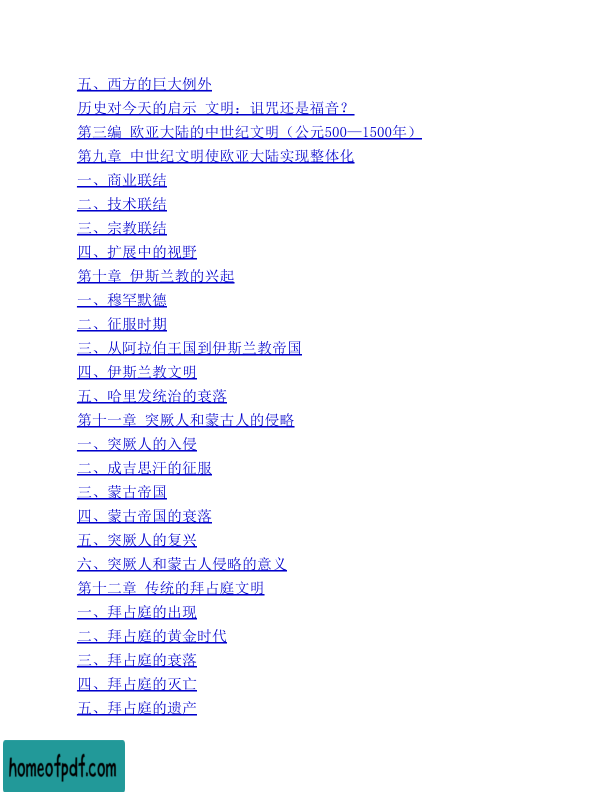 五、西方的巨大例外
历史对今天的启示 文明：诅咒还是福音？
第三编 欧亚大陆的中世纪文明（公元500—1500年）
第九章 中世纪文明使欧亚大陆实现整体化
一、商业联结
二、技术联结
三、宗教联结
四、扩展中的视野
第十章 伊斯兰教的兴起
一、穆罕默德
二、征服时期
三、从阿拉伯王国到伊斯兰教帝国
四、伊斯兰教文明
五、哈里发统治的衰落
第十一章 突厥人和蒙古人的侵略
一、突厥人的入侵
二、成吉思汗的征服
三、蒙古帝国
四、蒙古帝国的衰落
五、突厥人的复兴
六、突厥人和蒙古人侵略的意义
第十二章 传统的拜占庭文明
一、拜占庭的出现
二、拜占庭的黄金时代
三、拜占庭的衰落
四、拜占庭的灭亡
五、拜占庭的遗产
homeofpdf.com